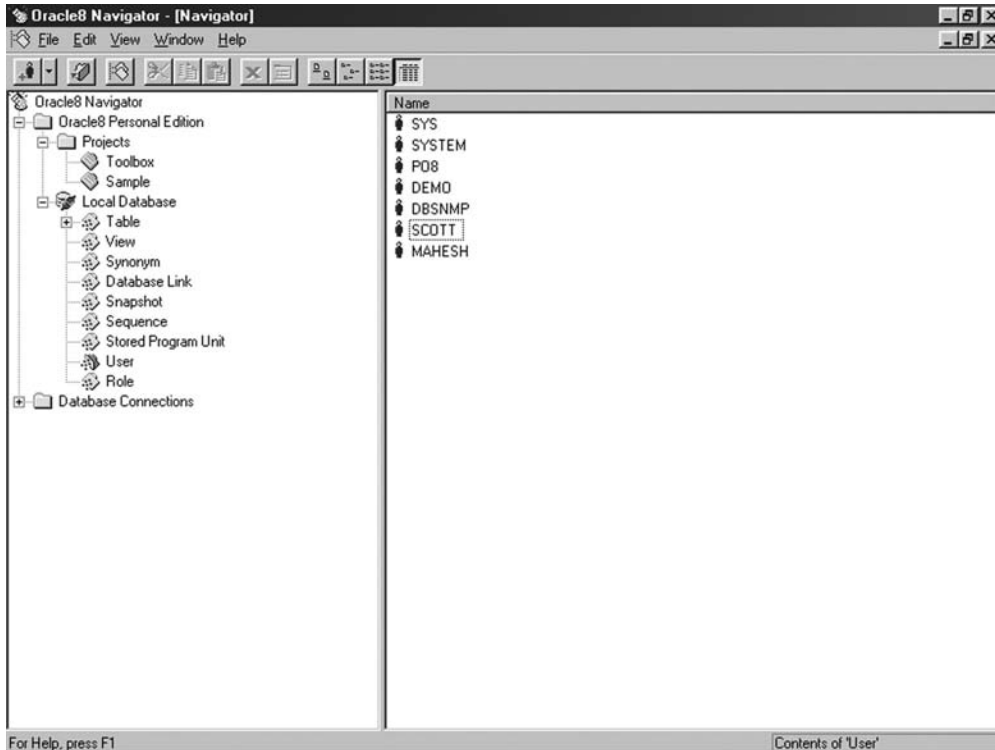 Oracle8 Navigator - [Navigator]
File Edit View Window Help
Oracle8 Navigator
Oracle8 Personal Edition
Projects
Toolbox
Sample
Local Database
Table
View
Synonym
Database Link
Snapshot
Sequence
Stored Program Unit
User
Role
Database Connections
Name
SYS
SYSTEM
PO8
DEMO
DBSNMP
SCOTT
MAHESH
For Help, press F1
Contents of 'User'